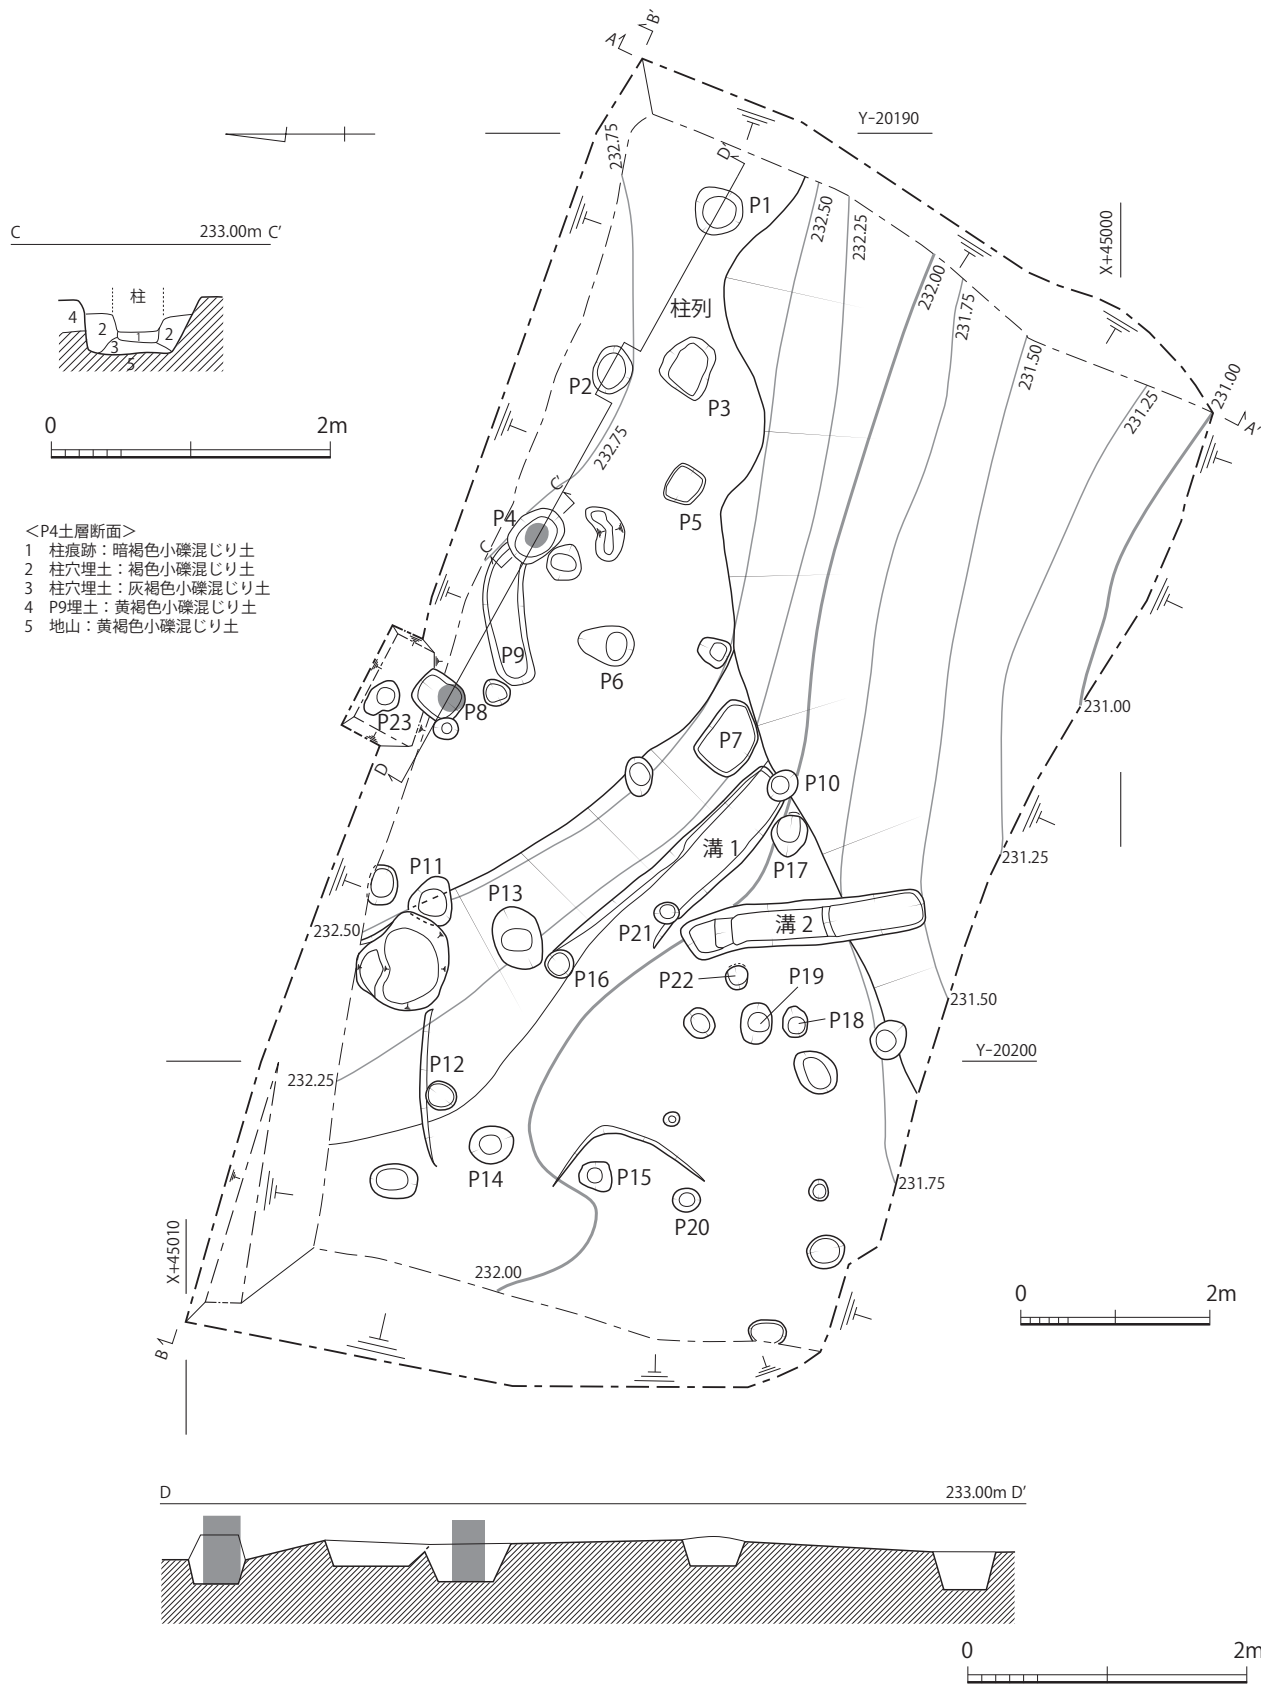 A
B'
Y-20190
232.75
D'
P1
232.50
232.25
X+45000
C
233.00m C'
柱
4
2
1
2
3
5
柱列
232.00
231.75
231.50
231.25
231.00
A'
P2
P3
0
2m
232.75
C'
P4
P5
C
<P4土層断面>
1 柱痕跡:暗褐色小礫混じり土
2 柱穴埋土:褐色小礫混じり土
3 柱穴埋土:灰褐色小礫混じり土
4 P9埋土:黄褐色小礫混じり土
5 地山:黄褐色小礫混じり土
P9
P6
P23
P8
231.00
P7
D
P10
溝 1
P17
231.25
P11
P13
232.50
P21
溝 2
P16
P22
P19
P18
231.50
Y-20200
232.25
P12
P14
P15
231.75
P20
X+45010
232.00
0
2m
B
D
233.00m D'
0
2m